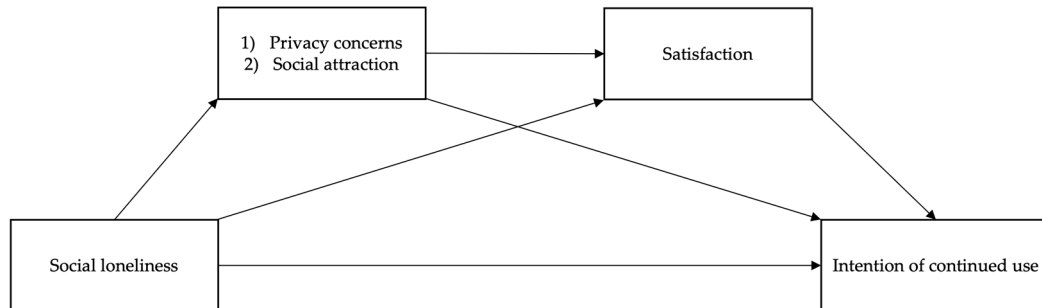 1) Privacy concerns
2) Social attraction
Satisfaction
Social loneliness
Intention of continued use